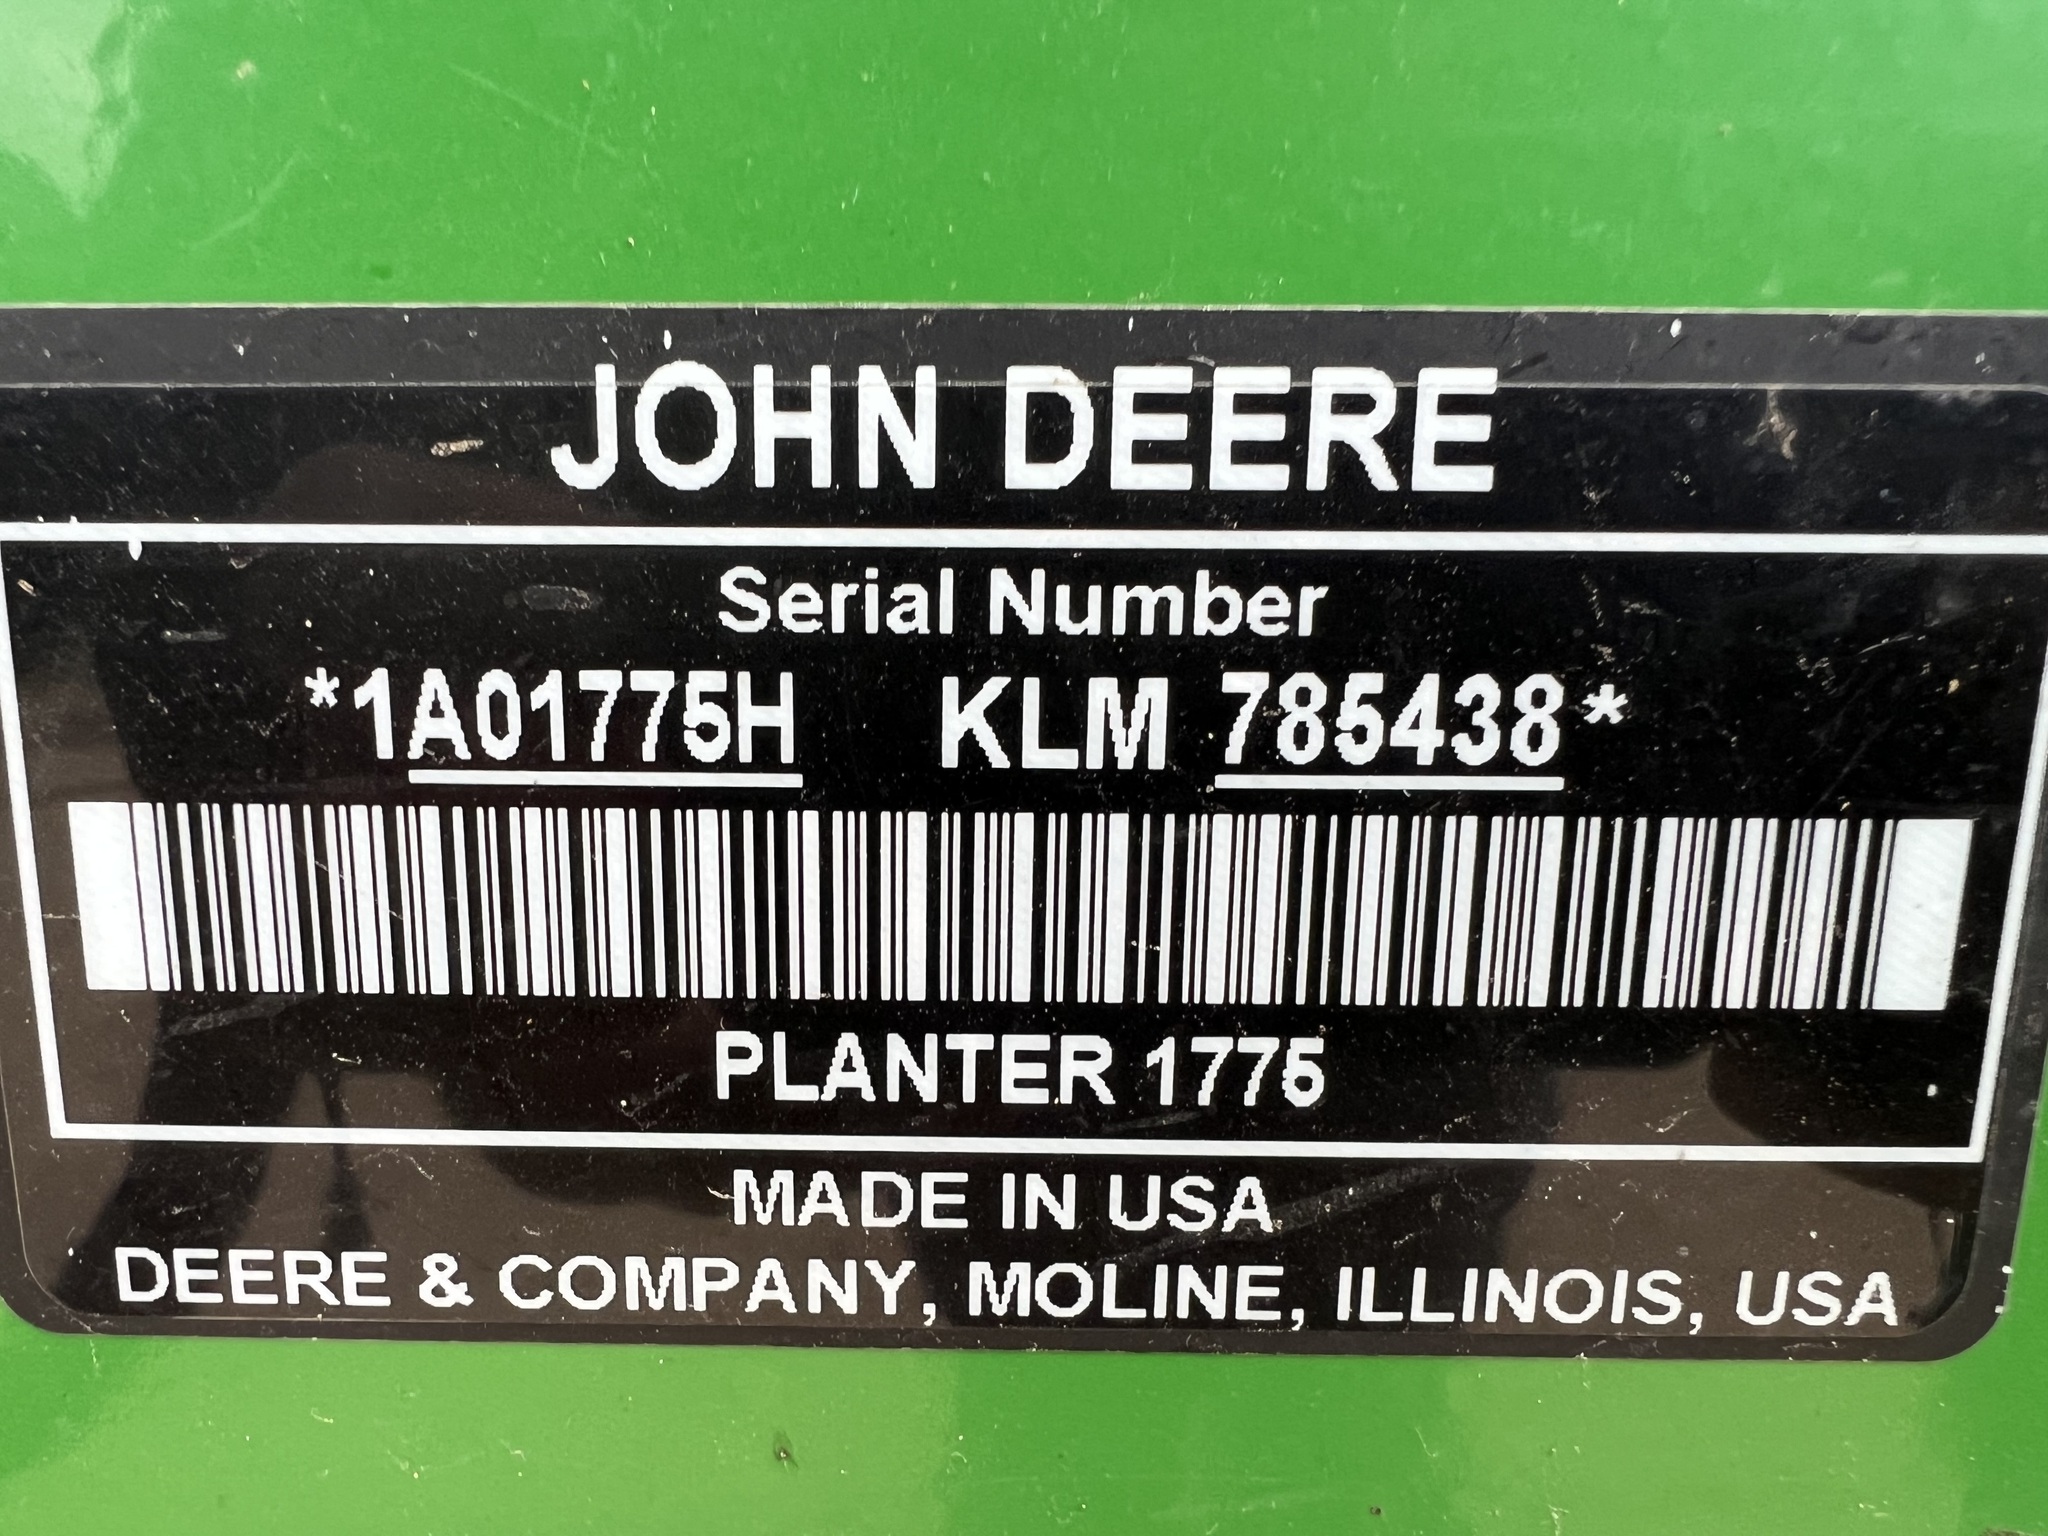 JOHN DEERE
Serial Number
*1A01775H KLM 785438*
PLANTER 1775
MADE IN USA
DEERE & COMPANY, MOLINE, ILLINOIS, USA